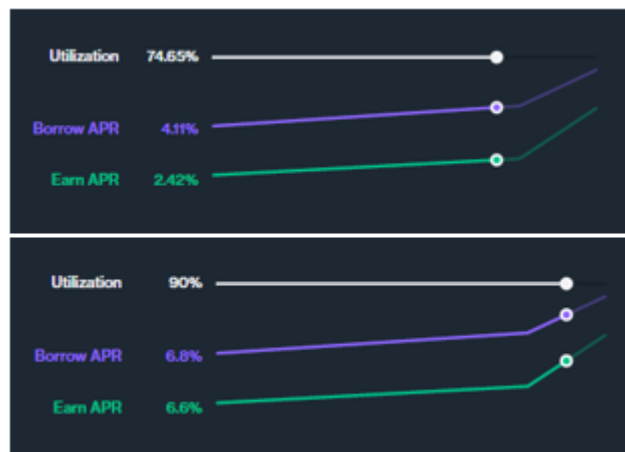 Utilization 74.65%
Borrow APR 4.11%
Earn APR 2.42%
Utilization 90%
Borrow APR 6.8%
Earn APR 6.6%